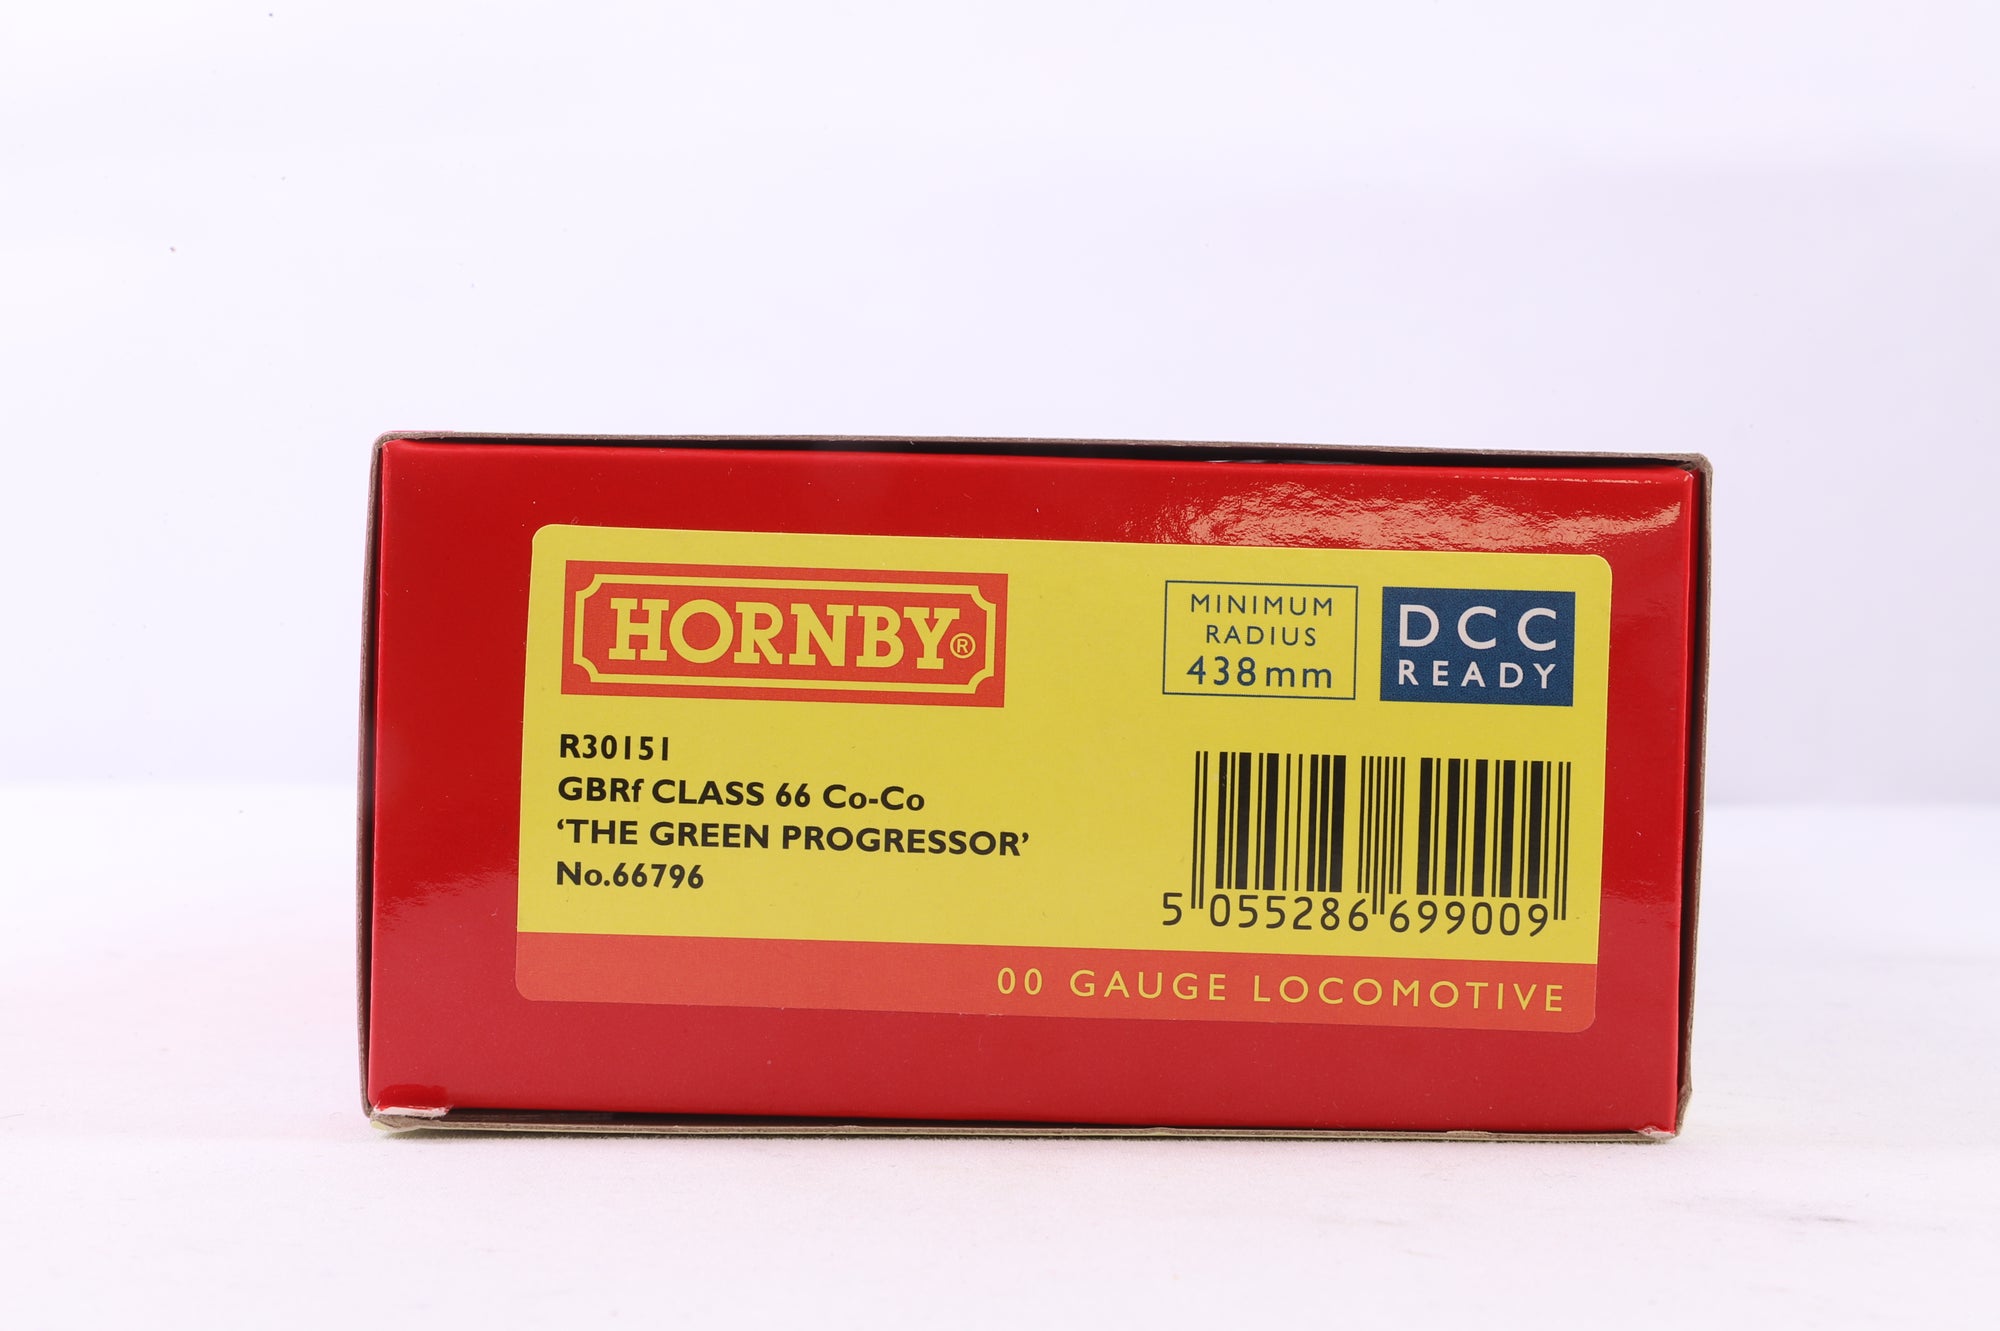 HORNBY®
MINIMUM
RADIUS
438mm
DCC
READY
R30151
GBRf CLASS 66 Co-Co
‘THE GREEN PROGRESSOR’
No.66796
5 055286 699009
00 GAUGE LOCOMOTIVE